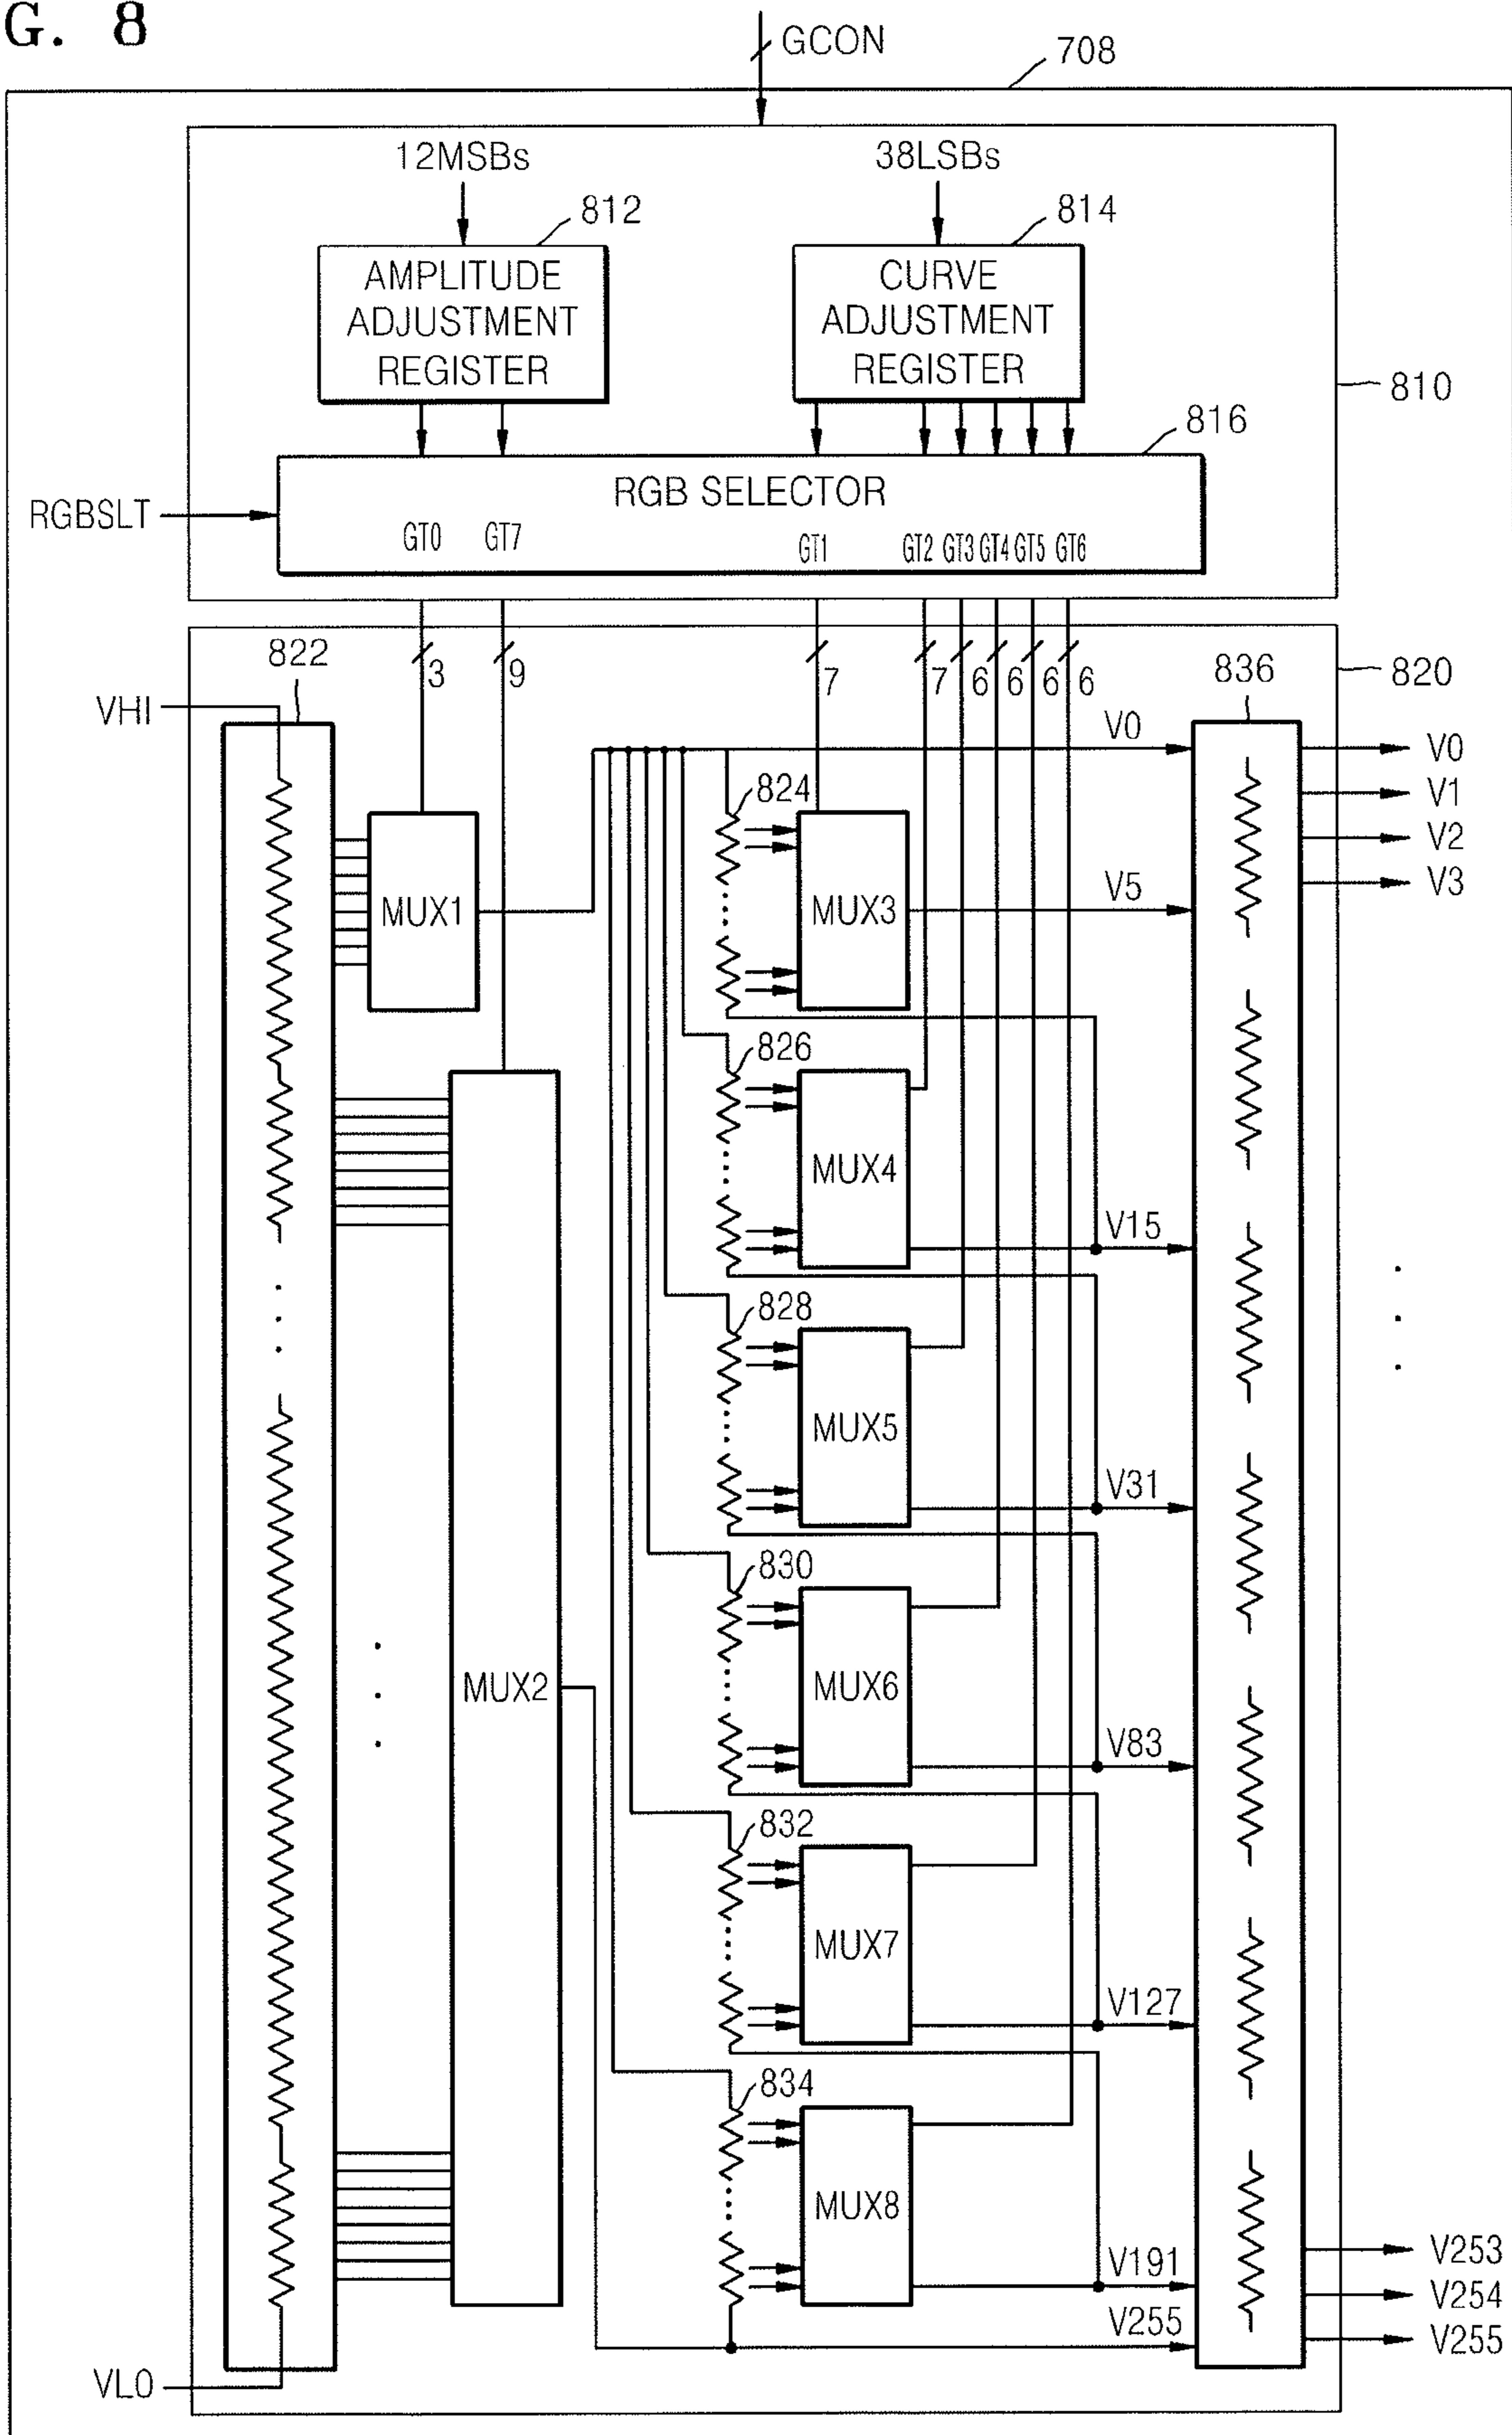 G. 8
GCON
708
12MSBs
38LSBs
812
814
AMPLITUDE
ADJUSTMENT
REGISTER
CURVE
ADJUSTMENT
REGISTER
810
816
RGB SELECTOR
RGBSLT
GT0 GT7 GT1 GT2 GT3 GT4 GT5 GT6
822
3 9 7 7 6 6 6 6
836
820
VHI
V0
V0
V1
V2
V3
824
MUX1
MUX3
V5
826
MUX4
V15
828
MUX5
V31
830
MUX2
MUX6
V83
832
MUX7
V127
834
MUX8
V191
V255
V253
V254
V255
VLO